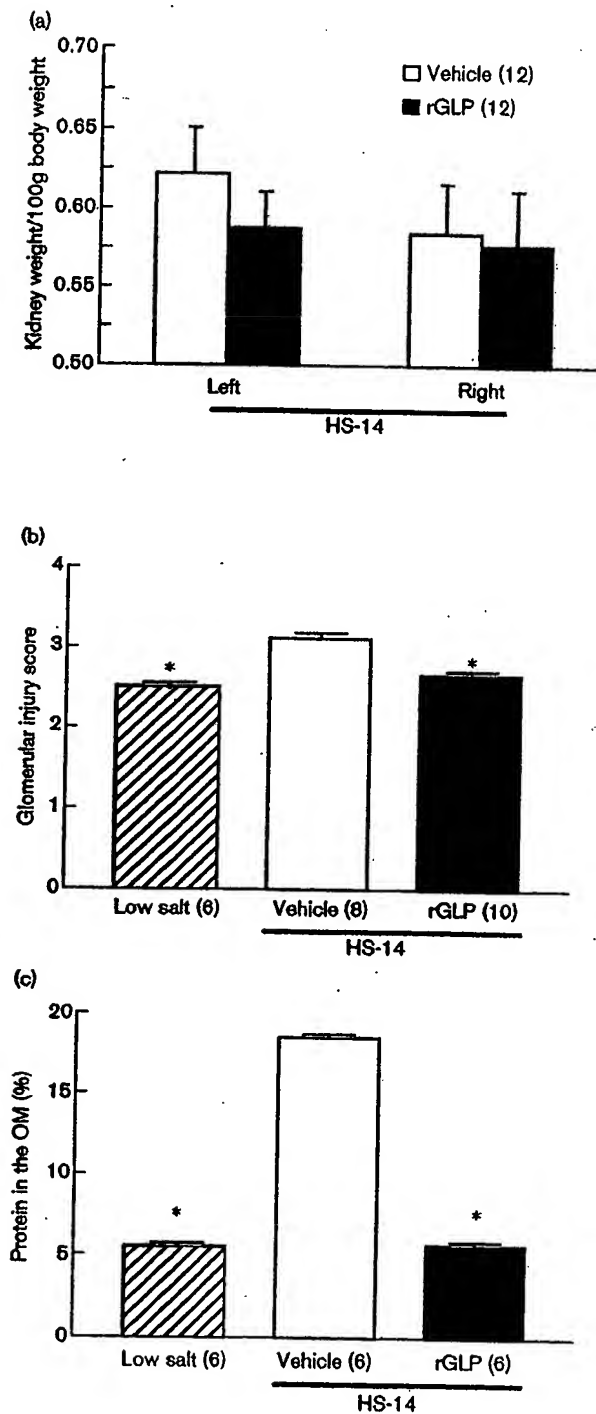 (a)
0.70
0.65
0.60
0.55
0.50
Kidney weight/100g body weight
Vehicle (12)
rGLP (12)
Left
Right
HS-14
(b)
4
3
2
1
0
Glomerular injury score
*
*
Low salt (6)
Vehicle (8)
rGLP (10)
HS-14
(c)
20
15
10
5
0
Protein in the OM (%)
*
*
Low salt (6)
Vehicle (6)
rGLP (6)
HS-14